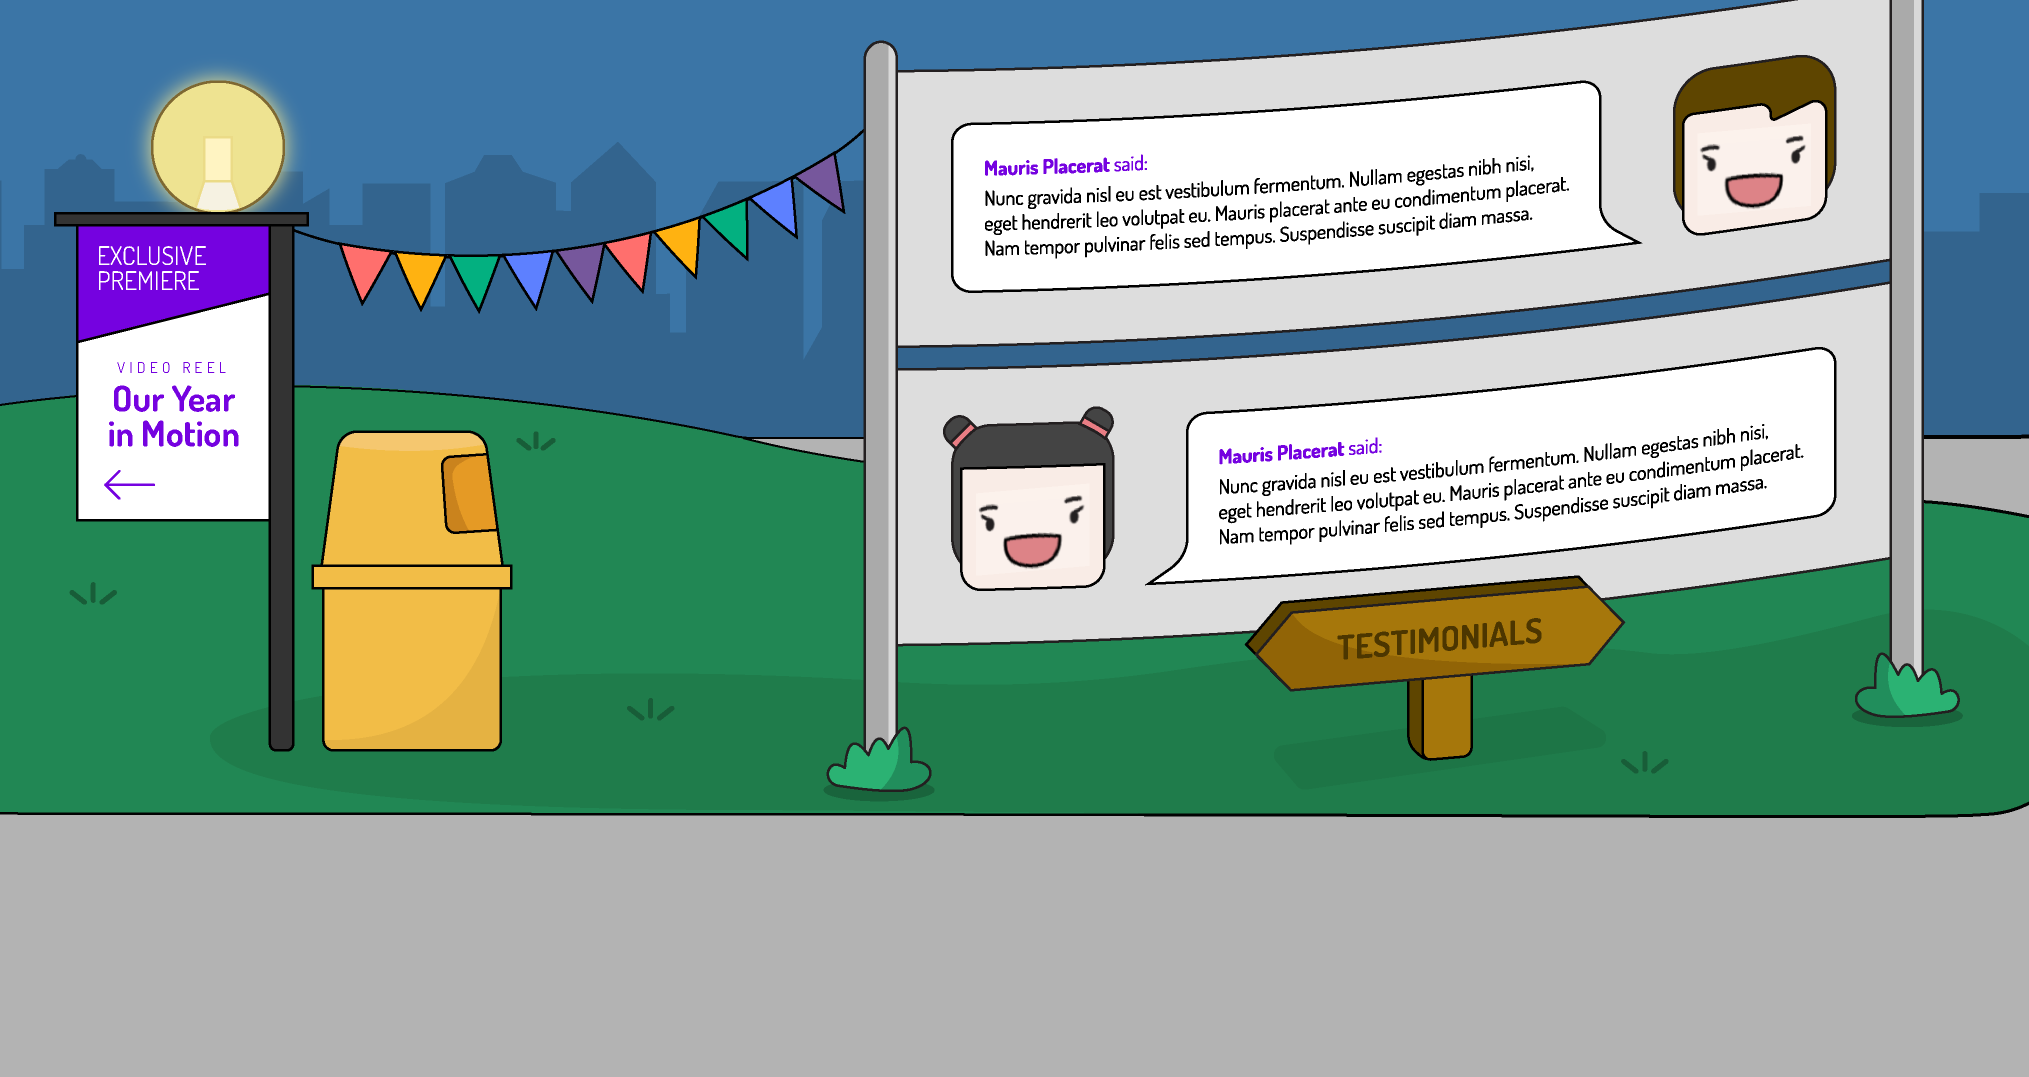 EXCLUSIVE
PREMIERE
VIDEO REEL
Our Year
in Motion
Mauris Placerat said:
Nunc gravida nisl eu est vestibulum fermentum. Nullam egestas nibh nisi,
eget hendrerit leo volutpat eu. Mauris placerat ante eu condimentum placerat.
Nam tempor pulvinar felis sed tempus. Suspendisse suscipit diam massa.
Mauris Placerat said:
Nunc gravida nisl eu est vestibulum fermentum. Nullam egestas nibh nisi,
eget hendrerit leo volutpat eu. Mauris placerat ante eu condimentum placerat.
Nam tempor pulvinar felis sed tempus. Suspendisse suscipit diam massa.
TESTIMONIALS